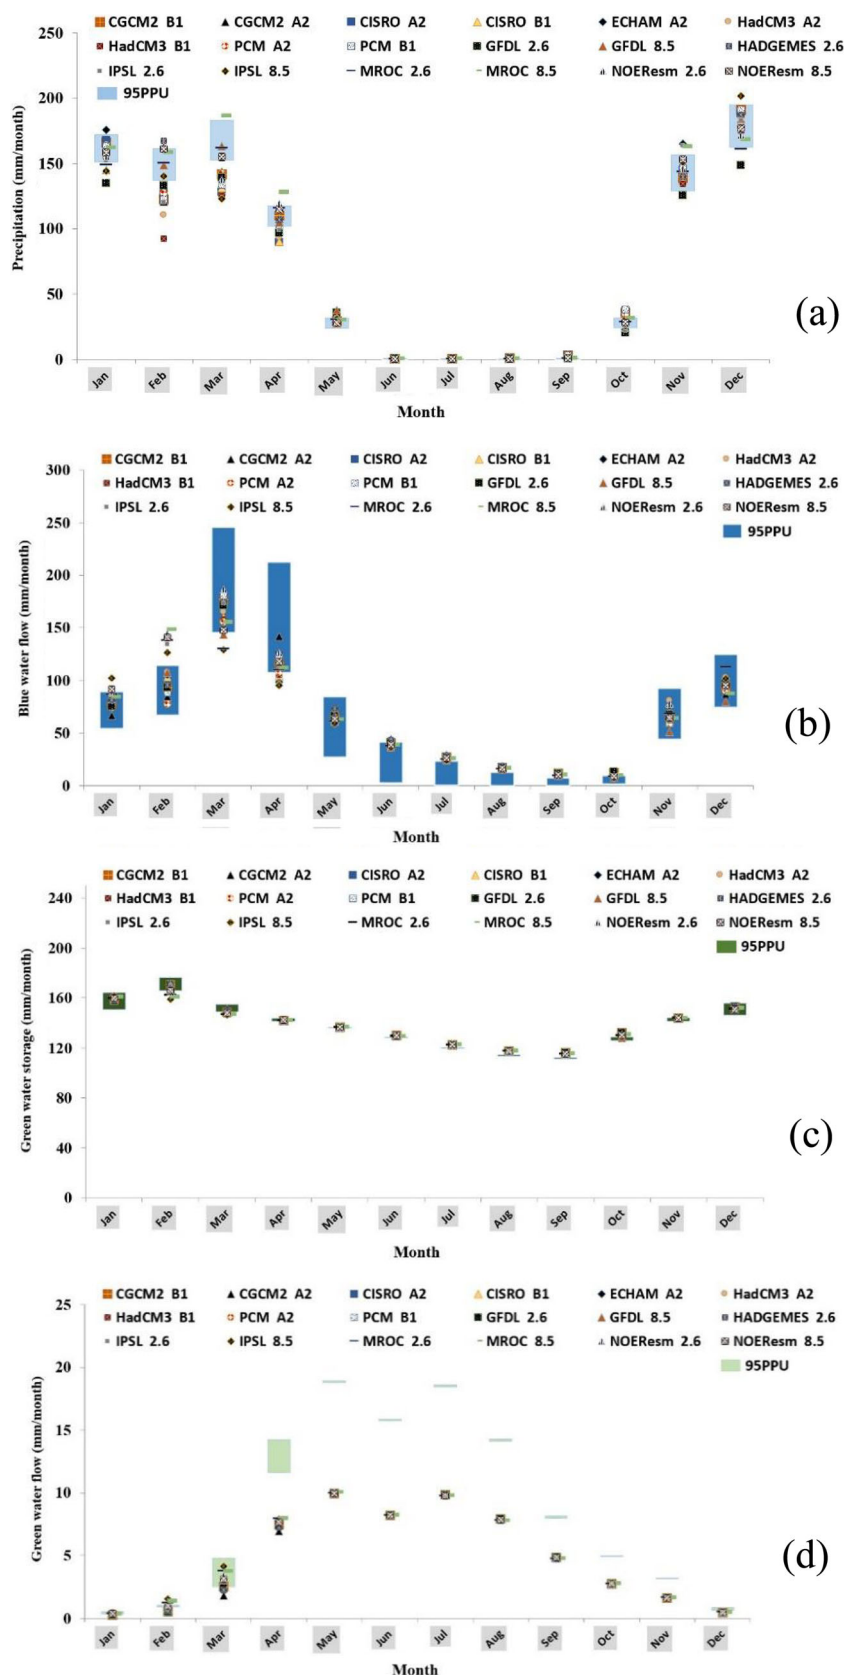 CGCM2 B1 CGCM2 A2 CISRO A2 CISRO B1 ECHAM A2 HadCM3 A2
HadCM3 B1 PCM A2 PCM B1 GFDL 2.6 GFDL 8.5 HADGEMES 2.6
IPSL 2.6 IPSL 8.5 MROC 2.6 MROC 8.5 NOEResm 2.6 NOEResm 8.5
95PPU
Precipitation (mm/month)
250
200
150
100
50
0
Jan Feb Mar Apr May Jun Jul Aug Sep Oct Nov Dec
Month
(a)
CGCM2 B1 CGCM2 A2 CISRO A2 CISRO B1 ECHAM A2 HadCM3 A2
HadCM3 B1 PCM A2 PCM B1 GFDL 2.6 GFDL 8.5 HADGEMES 2.6
IPSL 2.6 IPSL 8.5 MROC 2.6 MROC 8.5 NOEResm 2.6 NOEResm 8.5
95PPU
Blue water flow (mm/month)
300
250
200
150
100
50
0
Jan Feb Mar Apr May Jun Jul Aug Sep Oct Nov Dec
Month
(b)
CGCM2 B1 CGCM2 A2 CISRO A2 CISRO B1 ECHAM A2 HadCM3 A2
HadCM3 B1 PCM A2 PCM B1 GFDL 2.6 GFDL 8.5 HADGEMES 2.6
IPSL 2.6 IPSL 8.5 MROC 2.6 MROC 8.5 NOEResm 2.6 NOEResm 8.5
95PPU
Green water storage (mm/month)
240
200
160
120
80
40
0
Jan Feb Mar Apr May Jun Jul Aug Sep Oct Nov Dec
Month
(c)
CGCM2 B1 CGCM2 A2 CISRO A2 CISRO B1 ECHAM A2 HadCM3 A2
HadCM3 B1 PCM A2 PCM B1 GFDL 2.6 GFDL 8.5 HADGEMES 2.6
IPSL 2.6 IPSL 8.5 MROC 2.6 MROC 8.5 NOEResm 2.6 NOEResm 8.5
95PPU
Green water flow (mm/month)
25
20
15
10
5
0
Jan Feb Mar Apr May Jun Jul Aug Sep Oct Nov Dec
Month
(d)